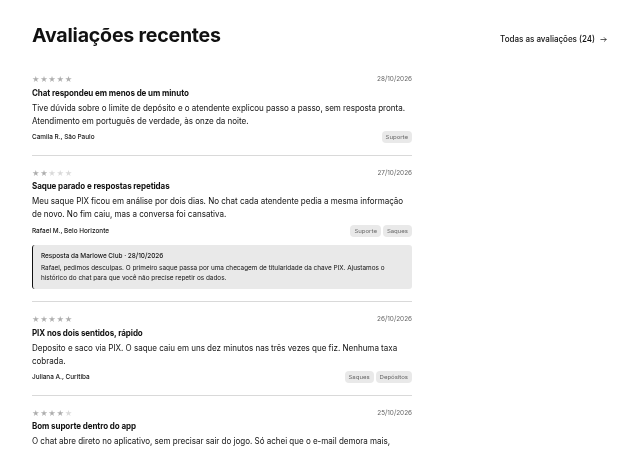 Avaliações recentes
Todas as avaliações (24) →
★★★★★ 28/10/2026
Chat respondeu em menos de um minuto
Tive dúvida sobre o limite de depósito e o atendente explicou passo a passo, sem resposta pronta.
Atendimento em português de verdade, às onze da noite.
Camila R., São Paulo Suporte
★★★★★ 27/10/2026
Saque parado e respostas repetidas
Meu saque PIX ficou em análise por dois dias. No chat cada atendente pedia a mesma informação
de novo. No fim caiu, mas a conversa foi cansativa.
Rafael M., Belo Horizonte Suporte Saques
Resposta da Marlowe Club · 28/10/2026
Rafael, pedimos desculpas. O primeiro saque passa por uma checagem de titularidade da chave PIX. Ajustamos o
histórico do chat para que você não precise repetir os dados.
★★★★★ 26/10/2026
PIX nos dois sentidos, rápido
Deposito e saco via PIX. O saque caiu em uns dez minutos nas três vezes que fiz. Nenhuma taxa
cobrada.
Juliana A., Curitiba Saques Depósitos
★★★★★ 25/10/2026
Bom suporte dentro do app
O chat abre direto no aplicativo, sem precisar sair do jogo. Só achei que o e-mail demora mais,